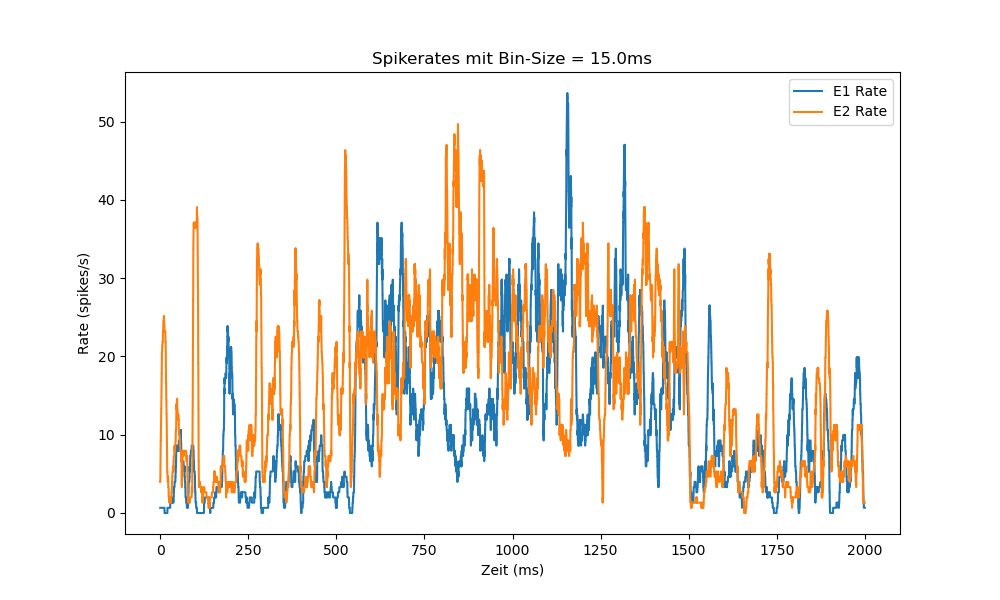 Spikerates mit Bin-Size = 15.0ms
E1 Rate
E2 Rate
Rate (spikes/s)
50
40
30
20
10
0
0 250 500 750 1000 1250 1500 1750 2000
Zeit (ms)